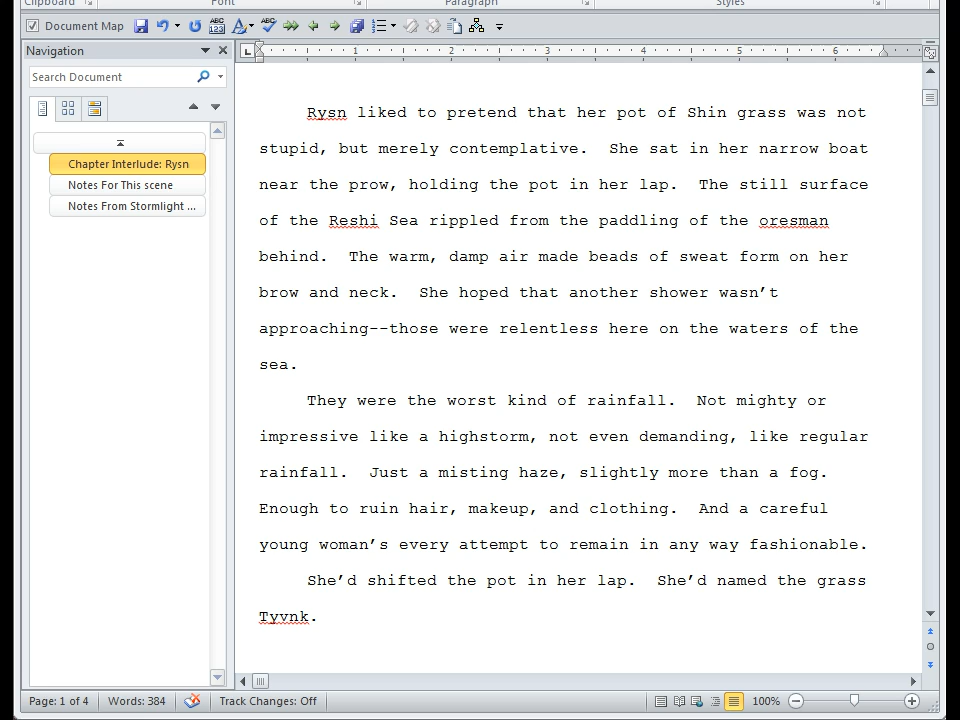 Clipboard Font Paragraph Styles
Document Map
Navigation
Search Document
Chapter Interlude: Rysn
Notes For This scene
Notes From Stormlight ...
1 2 3 4 5 6
Rysn liked to pretend that her pot of Shin grass was not
stupid, but merely contemplative.  She sat in her narrow boat
near the prow, holding the pot in her lap.  The still surface
of the Reshi Sea rippled from the paddling of the oresman
behind.  The warm, damp air made beads of sweat form on her
brow and neck.  She hoped that another shower wasn’t
approaching--those were relentless here on the waters of the
sea.
They were the worst kind of rainfall.  Not mighty or
impressive like a highstorm, not even demanding, like regular
rainfall.  Just a misting haze, slightly more than a fog.
Enough to ruin hair, makeup, and clothing.  And a careful
young woman’s every attempt to remain in any way fashionable.
She’d shifted the pot in her lap.  She’d named the grass
Tyvnk.
Page: 1 of 4 Words: 384 Track Changes: Off 100%